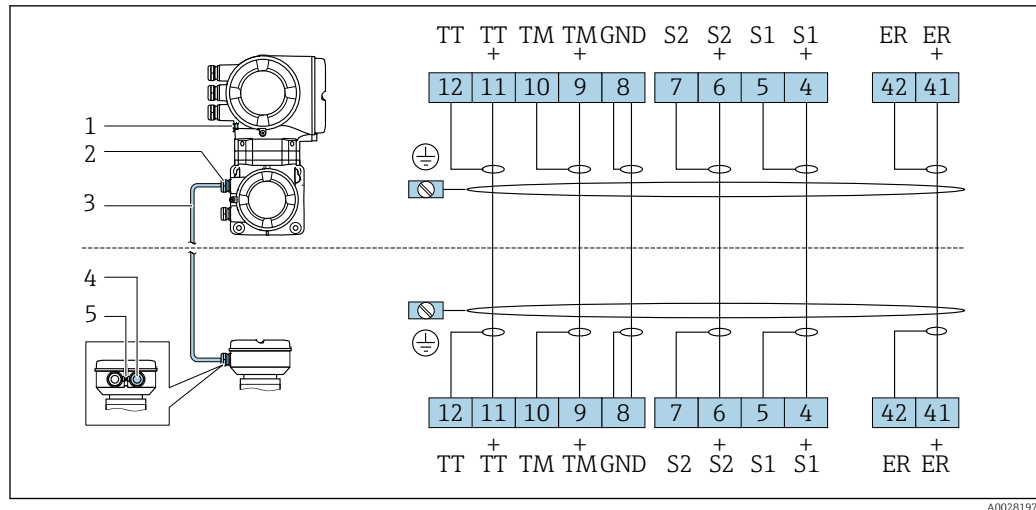 TT TT TM TM GND S2 S2 S1 S1 ER ER
+ + + + +
12 11 10 9 8 7 6 5 4 42 41
1
2
3
4
5
12 11 10 9 8 7 6 5 4 42 41
+ + + + +
TT TT TM TM GND S2 S2 S1 S1 ER ER
A0028197